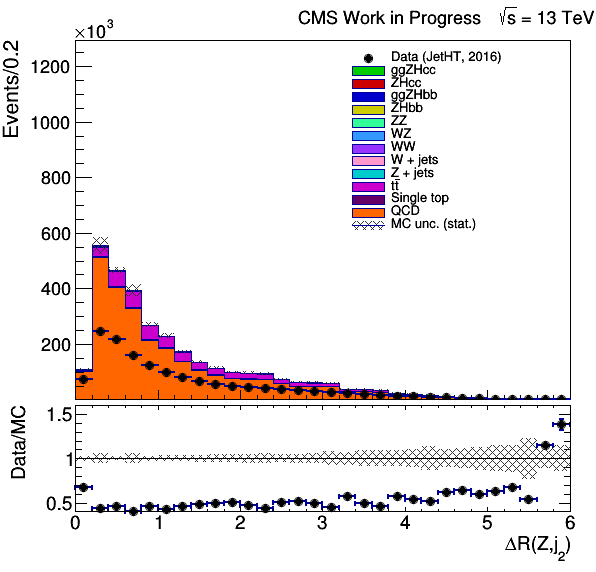 CMS Work in Progress √s = 13 TeV
×10³
Events/0.2
1200
1000
800
600
400
200
Data (JetHT, 2016)
ggZHcc
ZHcc
ggZHbb
ZHbb
ZZ
WZ
WW
W + jets
Z + jets
tt̄
Single top
QCD
MC unc. (stat.)
Data/MC
1.5
1
0.5
0 1 2 3 4 5 6
ΔR(Z,j₂)